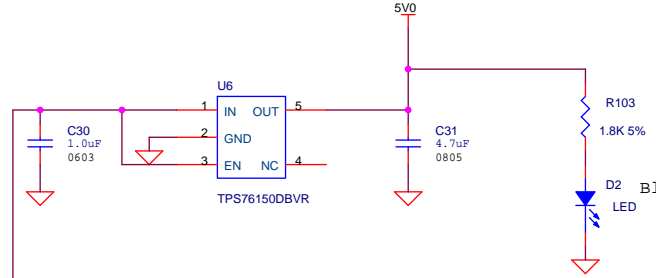 5V0
U6
1 IN OUT 5
2 GND
3 EN NC 4
TPS76150DBVR
C30
1.0uF
0603
C31
4.7uF
0805
R103
1.8K 5%
D2
LED